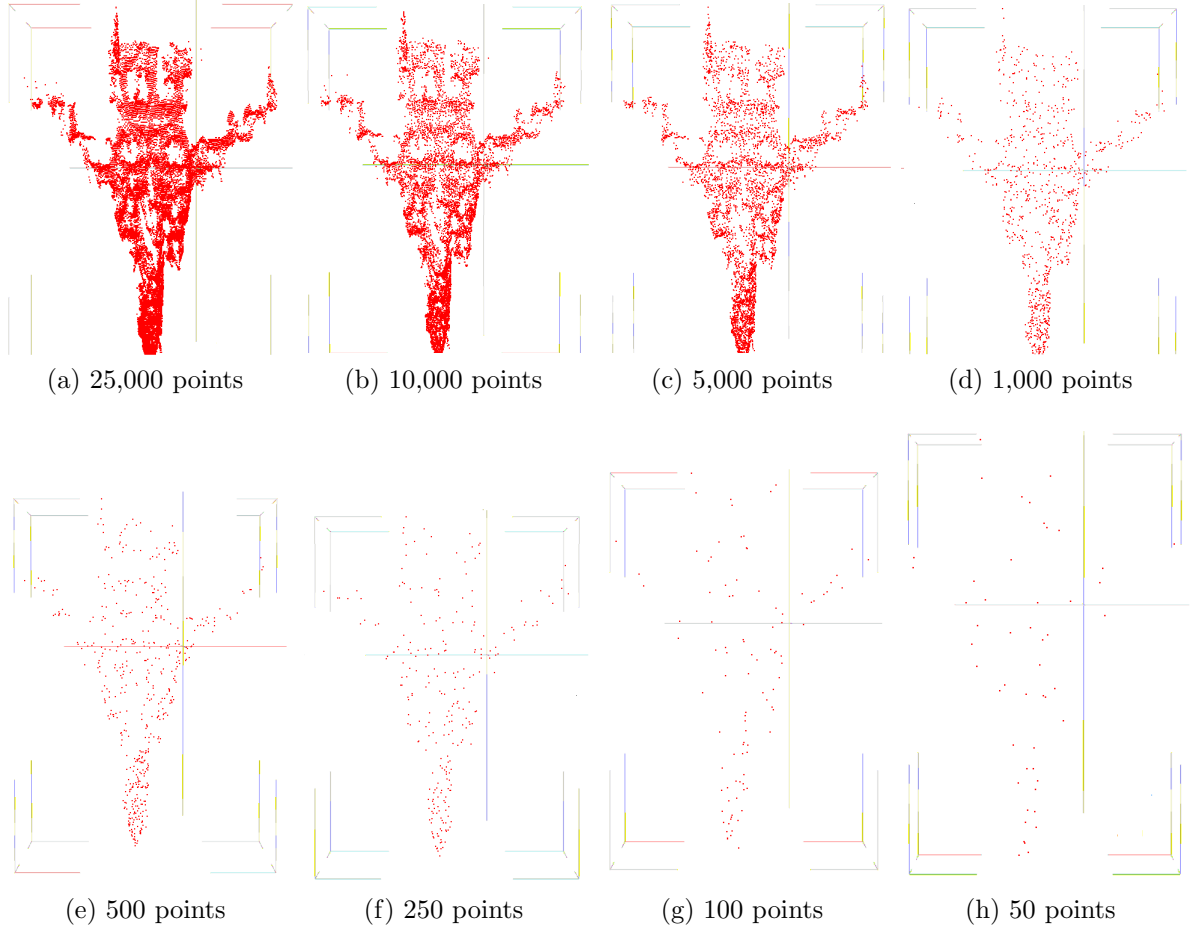 (a) 25,000 points
(b) 10,000 points
(c) 5,000 points
(d) 1,000 points
(e) 500 points
(f) 250 points
(g) 100 points
(h) 50 points